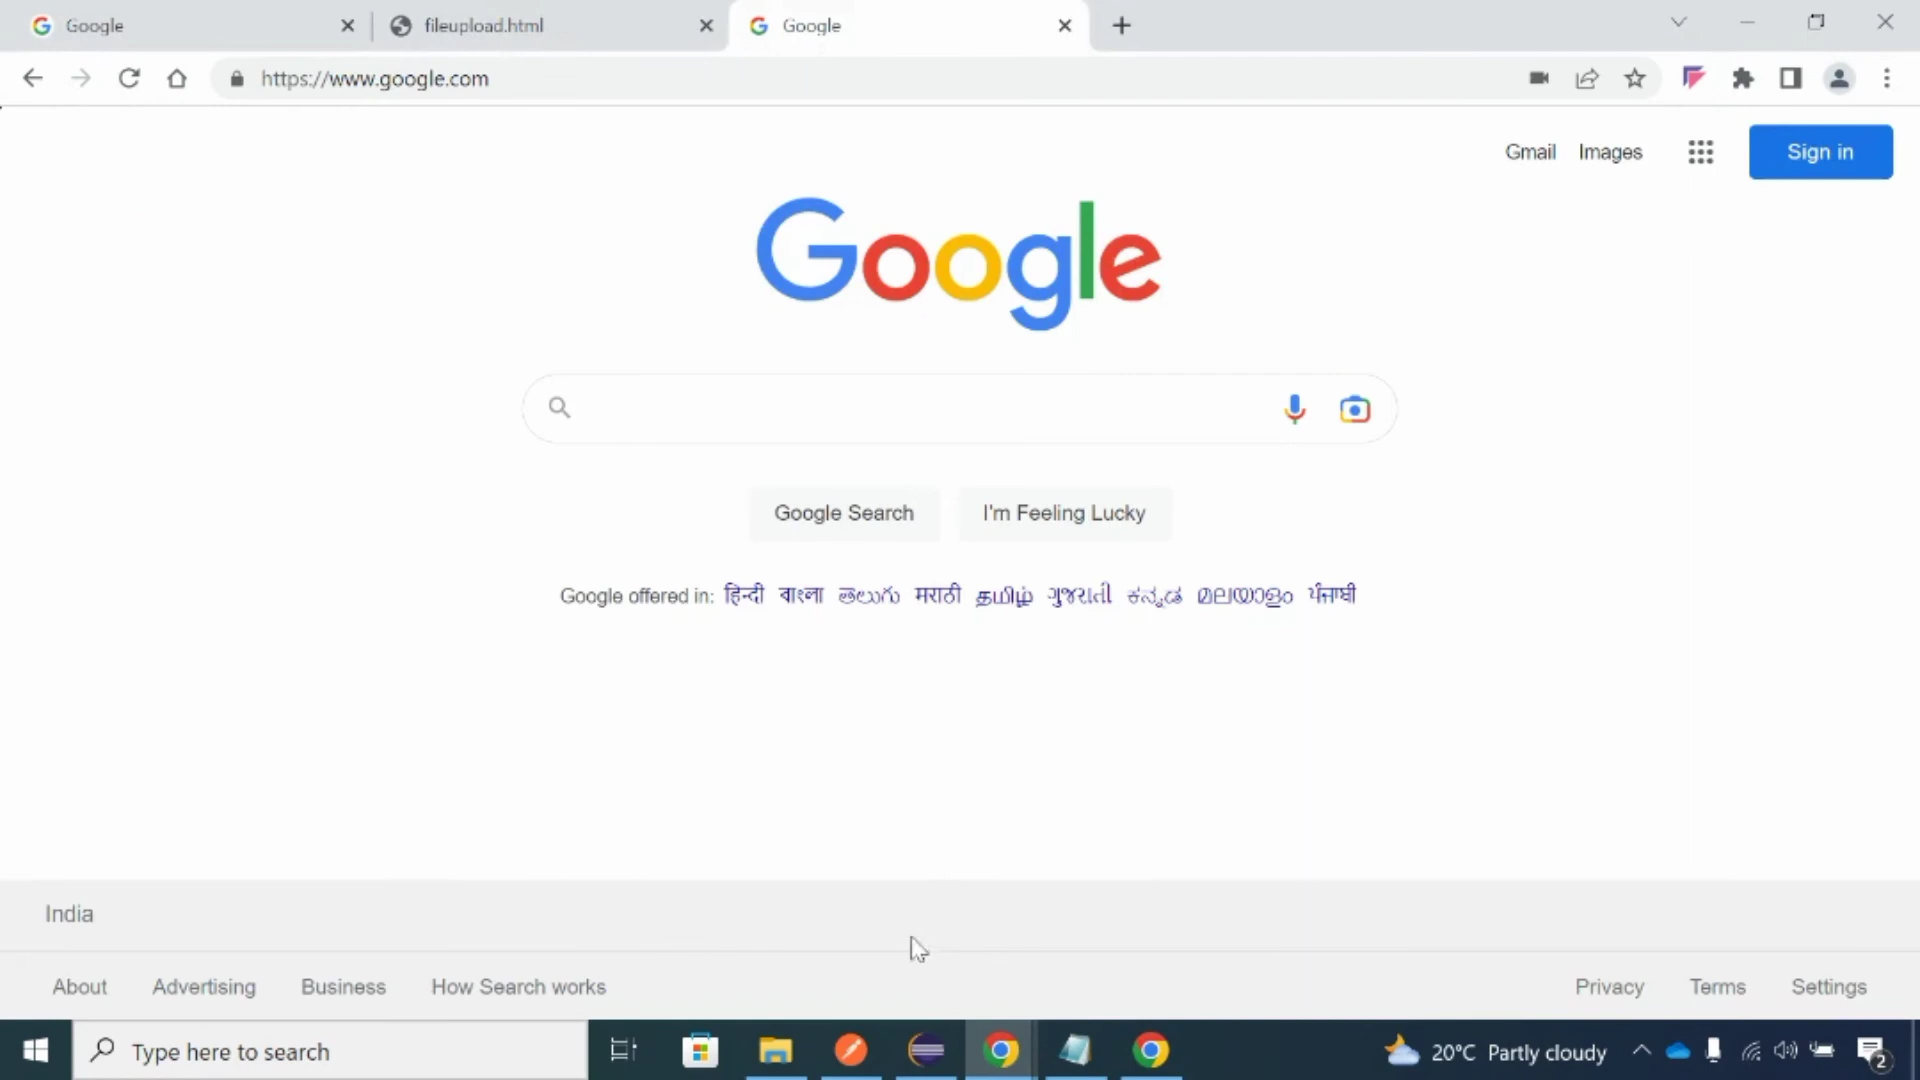 Google
fileupload.html
Google
https://www.google.com
Gmail Images Sign in
Google
Google Search I'm Feeling Lucky
Google offered in: हिन्दी বাংলা తెలుగు मराठी தமிழ் ગુજરાતી ಕನ್ನಡ മലയാളം ਪੰਜਾਬੀ
India
About Advertising Business How Search works Privacy Terms Settings
Type here to search 20°C Partly cloudy 2